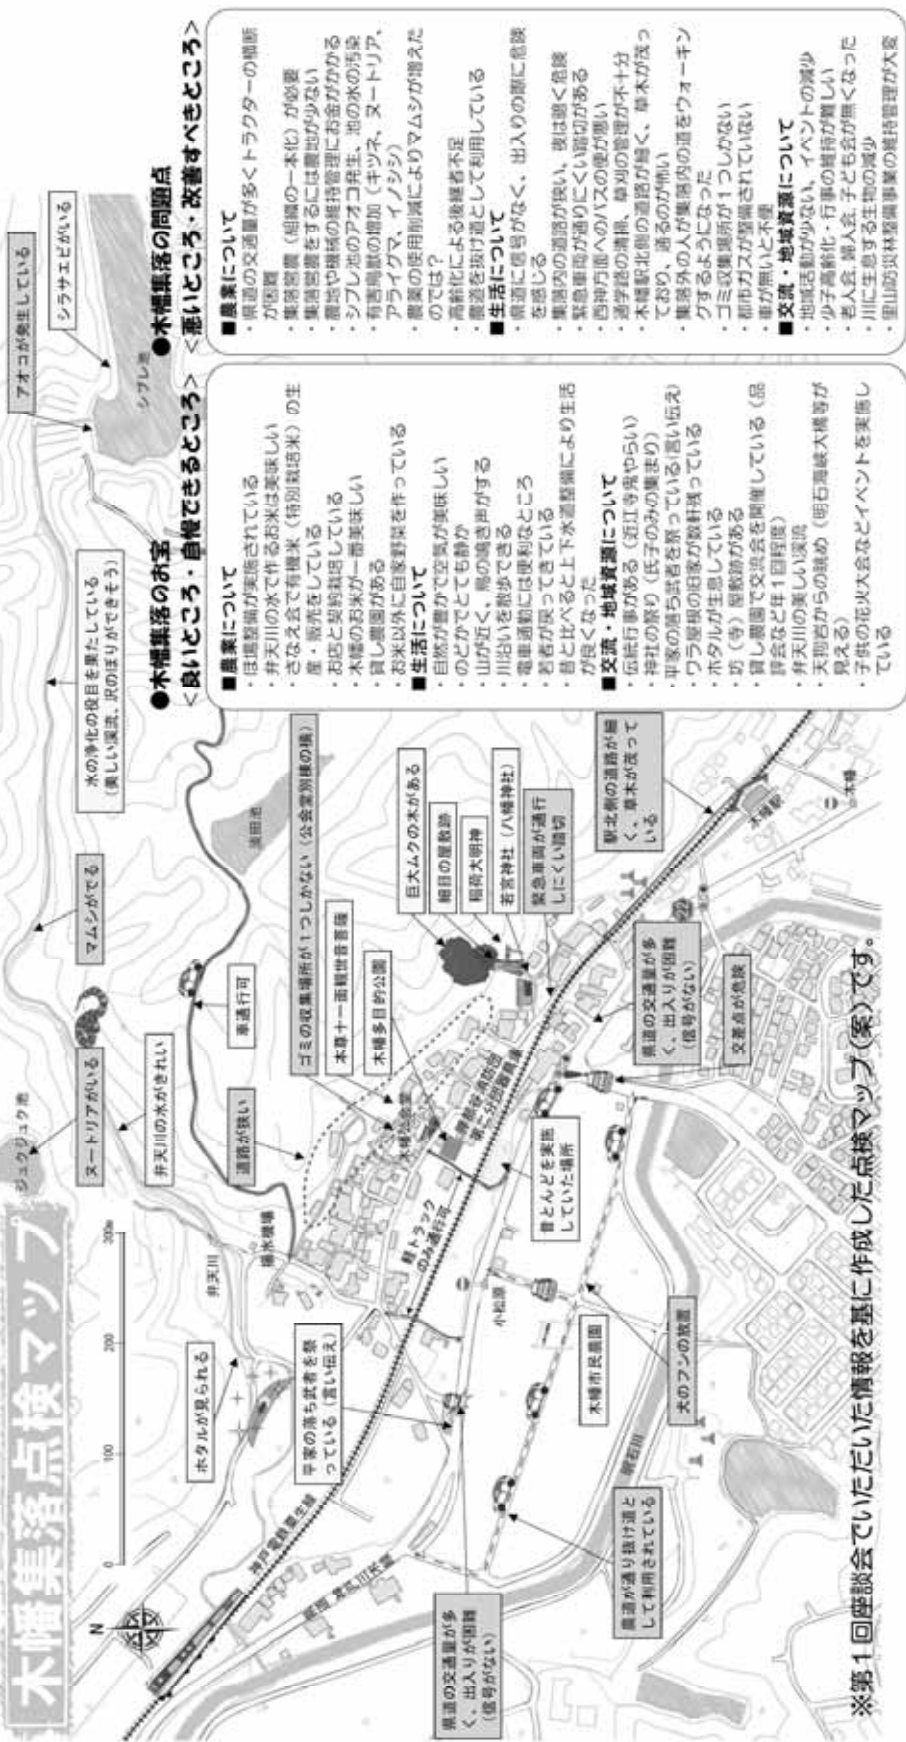 木幡集落点検マップ
N
0
100
200
300m
ジュクジュク池
ヌートリアがいる
マムシがでる
水の浄化の役目を果たしている
(美しい渓流、沢のぼりができそう)
アオコが発生している
シラサエビがいる
シブレ池
弁天川の水がきれい
弁天川
ホタルが見られる
揚水機場
道路が狭い
車通行可
ゴミの収集場所が1つしかない(公会堂別棟の横)
本尊十一面観世音菩薩
木幡多目的公園
木幡公会堂
巨大ムクの木がある
細目の屋敷跡
稲荷大明神
若宮神社(八幡神社)
緊急車両が通行
しにくい踏切
駅北側の道路が細
く、草木が茂って
いる
木幡駅
木幡
平家の落ち武者を祭
っている(言い伝え)
軽トラック
のみ通行可
小松原
昔とんどを実施
していた場所
県道の交通量が多
く、出入りが困難
(信号がない)
交差点が危険
木幡市民農園
犬のフンの放置
明石川
農道が通り抜け道と
して利用されている
神戸電鉄粟生線
県道の交通量が多
く、出入りが困難
(信号がない)
●木幡集落のお宝
<良いところ・自慢できるところ>
■農業について
・ほ場整備が実施されている
・弁天川の水で作るお米は美味しい
・さなえ会で有機米(特別栽培米)の生
産・販売をしている
・お店と契約栽培している
・木幡のお米が一番美味しい
・貸し農園がある
・お米以外に自家野菜を作っている
■生活について
・自然が豊かで空気が美味しい
・のどかでとても静か
・山が近く、鳥の鳴き声がする
・川沿いを散歩できる
・電車通勤には便利なところ
・若者が戻ってきている
・昔と比べると上下水道整備により生活
が良くなった
■交流・地域資源について
・伝統行事がある(近江寺鬼やらい)
・神社の祭り(氏子のみの集まり)
・平家の落ち武者を祭っている(言い伝え)
・ワラ屋根の旧家が数軒残っている
・ホタルが生息している
・坊(寺)屋敷跡がある
・貸し農園で交流会を開催している(品
評会など年1回程度)
・弁天川の美しい渓流
・天刑岩からの眺め(明石海峡大橋等が
見える)
・子供の花火大会などイベントを実施し
ている
●木幡集落の問題点
<悪いところ・改善すべきところ>
■農業について
・県道の交通量が多くトラクターの横断
が困難
・集落営農(組織の一本化)が必要
・集落営農をするには農地が少ない
・農地や機械の維持管理にお金がかかる
・シブレ池のアオコ発生、池の水の汚染
・有害鳥獣の増加(キツネ、ヌートリア、
アライグマ、イノシシ)
・農薬の使用削減によりマムシが増えた
のでは?
・高齢化による後継者不足
・農道を抜け道として利用している
■生活について
・県道に信号がなく、出入りの際に危険
を感じる
・集落内の道路が狭い、夜は暗く危険
・緊急車両が通りにくい踏切がある
・西神方面へのバスの便が悪い
・通学路の清掃、草刈の管理が不十分
・木幡駅北側の道路が細く、草木が茂っ
ており、通るのが怖い
・集落外の人が集落内の道をウォーキン
グするようになった
・ゴミ収集場所が1つしかない
・都市ガスが整備されていない
・車が無いと不便
■交流・地域資源について
・地域活動が少ない、イベントの減少
・少子高齢化・行事の維持が難しい
・老人会、婦人会、子ども会が無くなった
・川に生息する生物の減少
・里山防災林整備事業の維持管理が大変
※第1回座談会でいただいた情報を基に作成した点検マップ(案)です。